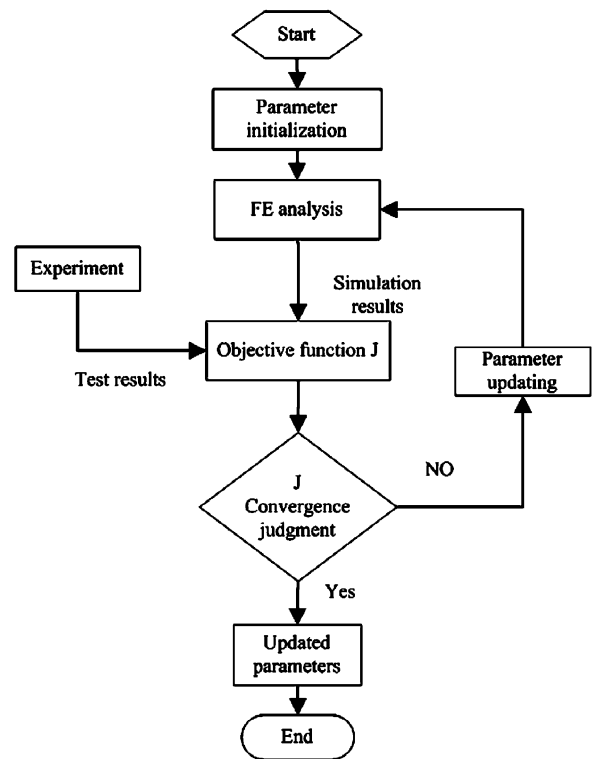 Start
Parameter
initialization
FE analysis
Experiment
Simulation
results
Objective function J
Parameter
updating
Test results
J
Convergence
judgment
NO
Yes
Updated
parameters
End